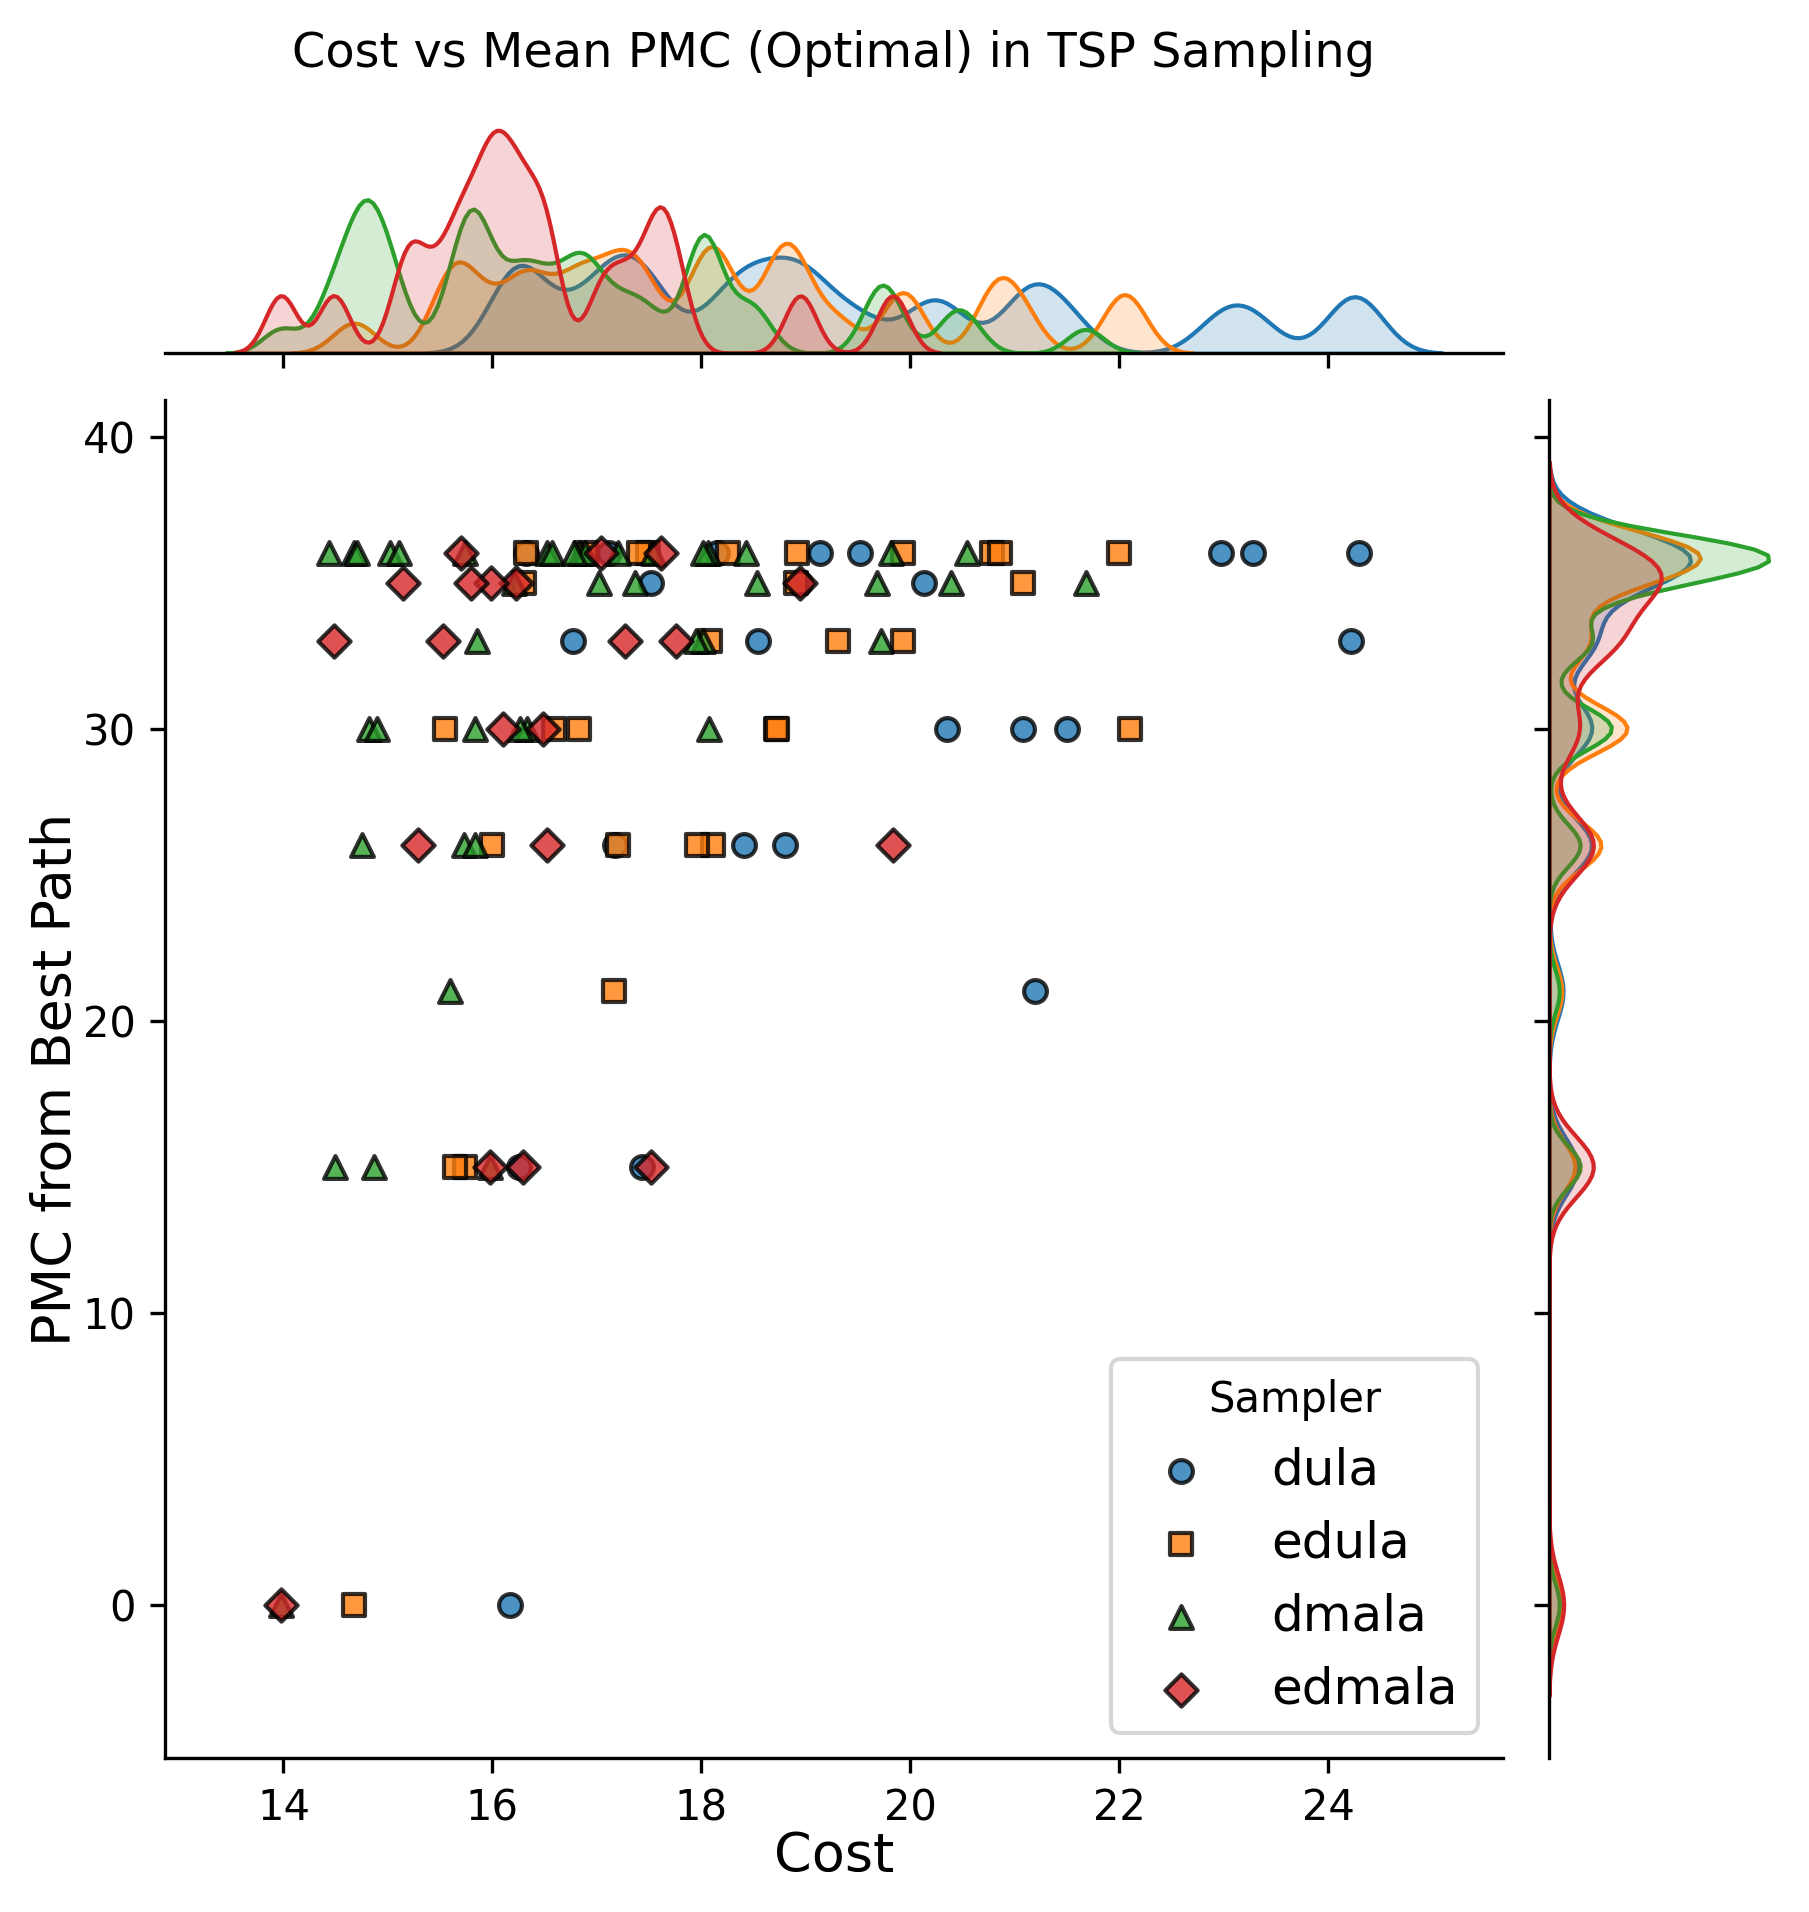 Cost vs Mean PMC (Optimal) in TSP Sampling
40
30
20
10
0
PMC from Best Path
14 16 18 20 22 24
Cost
Sampler
dula
edula
dmala
edmala